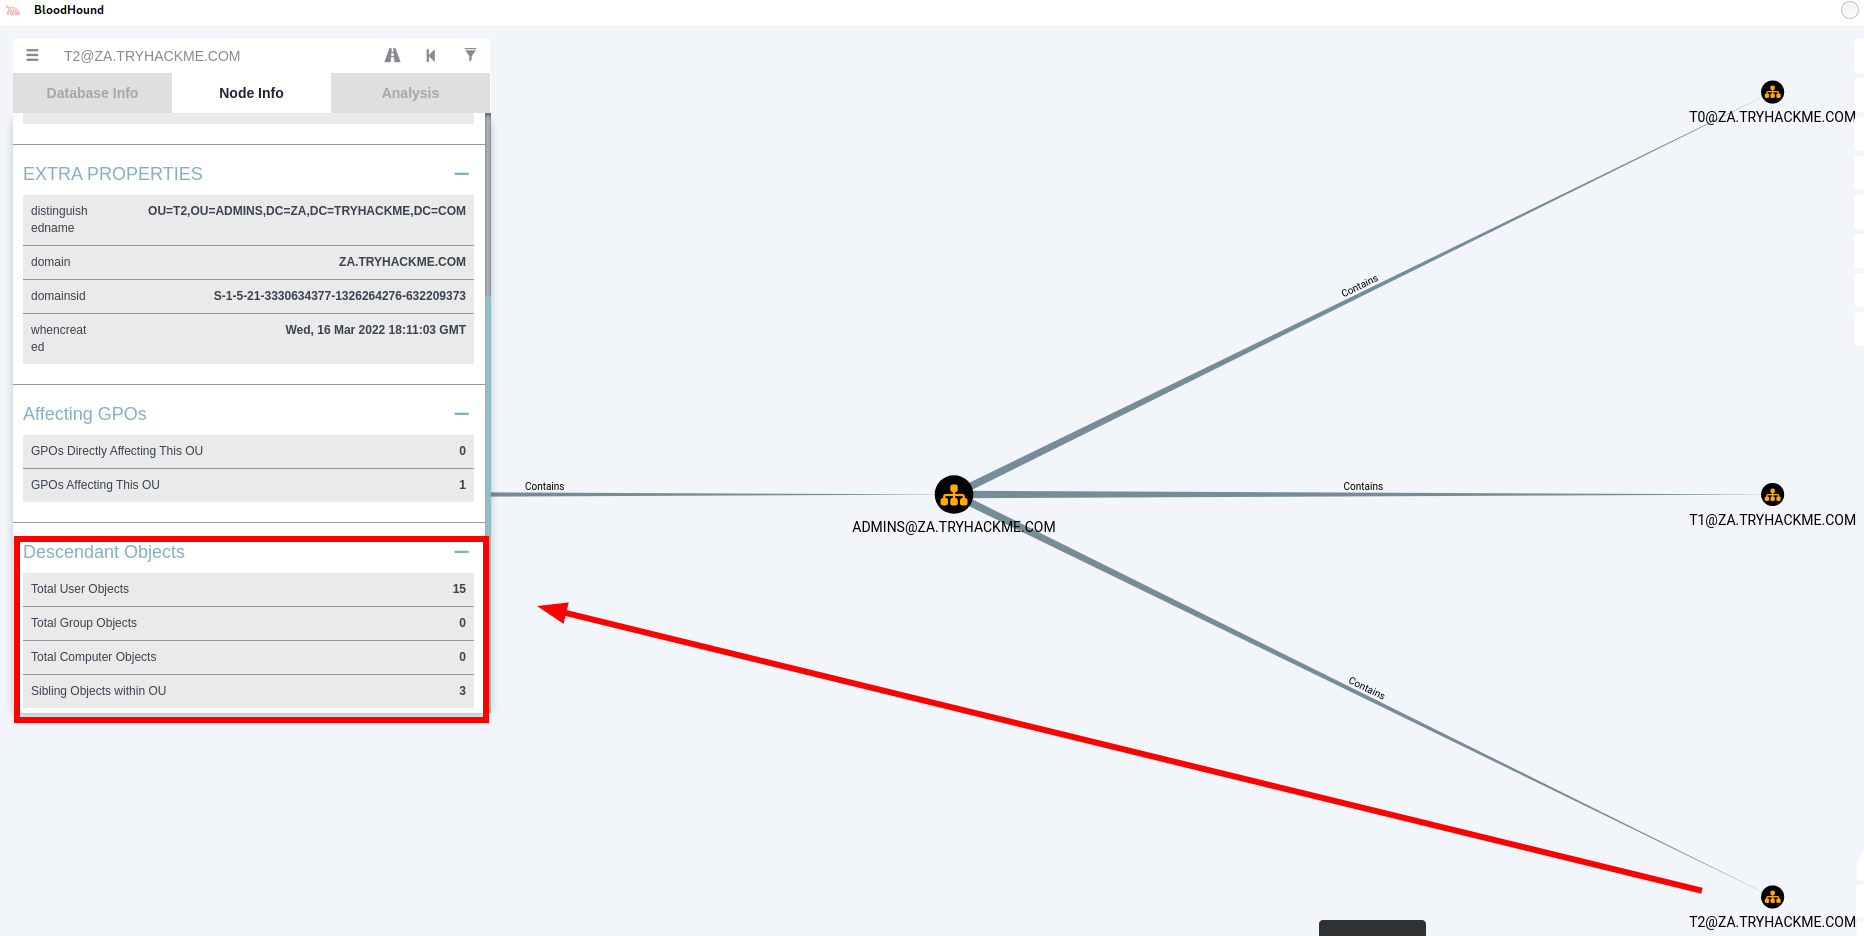 BloodHound
T2@ZA.TRYHACKME.COM
Database Info
Node Info
Analysis
EXTRA PROPERTIES
distinguish
edname
OU=T2,OU=ADMINS,DC=ZA,DC=TRYHACKME,DC=COM
domain
ZA.TRYHACKME.COM
domainsid
S-1-5-21-3330634377-1326264276-632209373
whencreat
ed
Wed, 16 Mar 2022 18:11:03 GMT
Affecting GPOs
GPOs Directly Affecting This OU
0
GPOs Affecting This OU
1
Descendant Objects
Total User Objects
15
Total Group Objects
0
Total Computer Objects
0
Sibling Objects within OU
3
Contains
ADMINS@ZA.TRYHACKME.COM
Contains
T0@ZA.TRYHACKME.COM
Contains
T1@ZA.TRYHACKME.COM
Contains
T2@ZA.TRYHACKME.COM